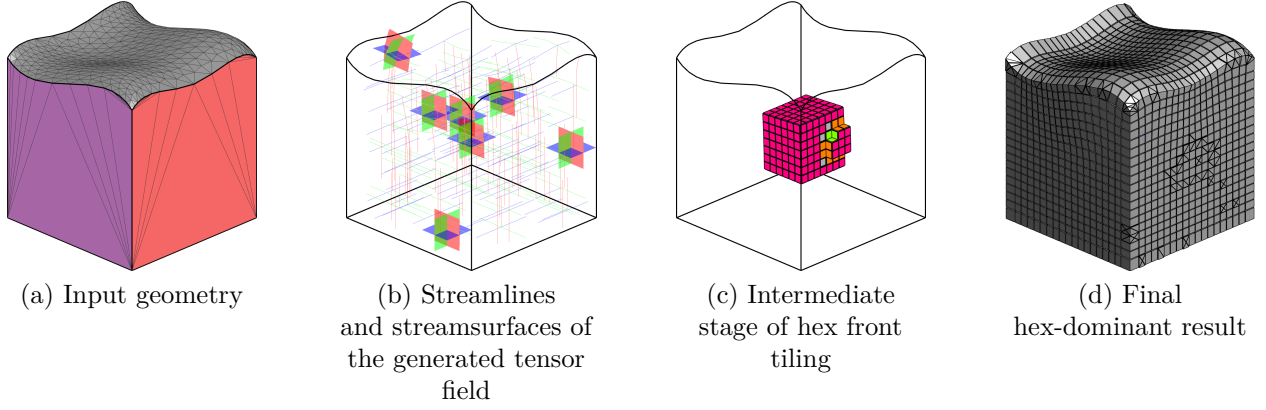 (a) Input geometry
(b) Streamlines
and streamsurfaces of
the generated tensor
field
(c) Intermediate
stage of hex front
tiling
(d) Final
hex-dominant result